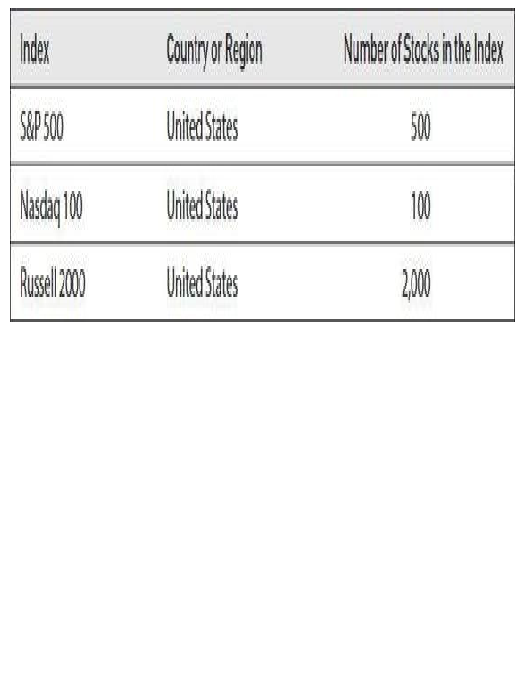 Index Country or Region Number of Stocks in the Index
S&P 500 United States 500
Nasdaq 100 United States 100
Russell 2000 United States 2,000